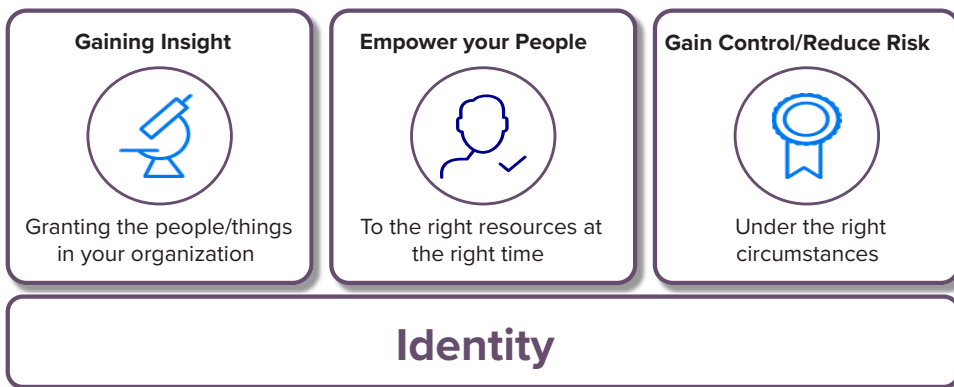 Gaining Insight
Granting the people/things
in your organization
Empower your People
To the right resources at
the right time
Gain Control/Reduce Risk
Under the right
circumstances
Identity